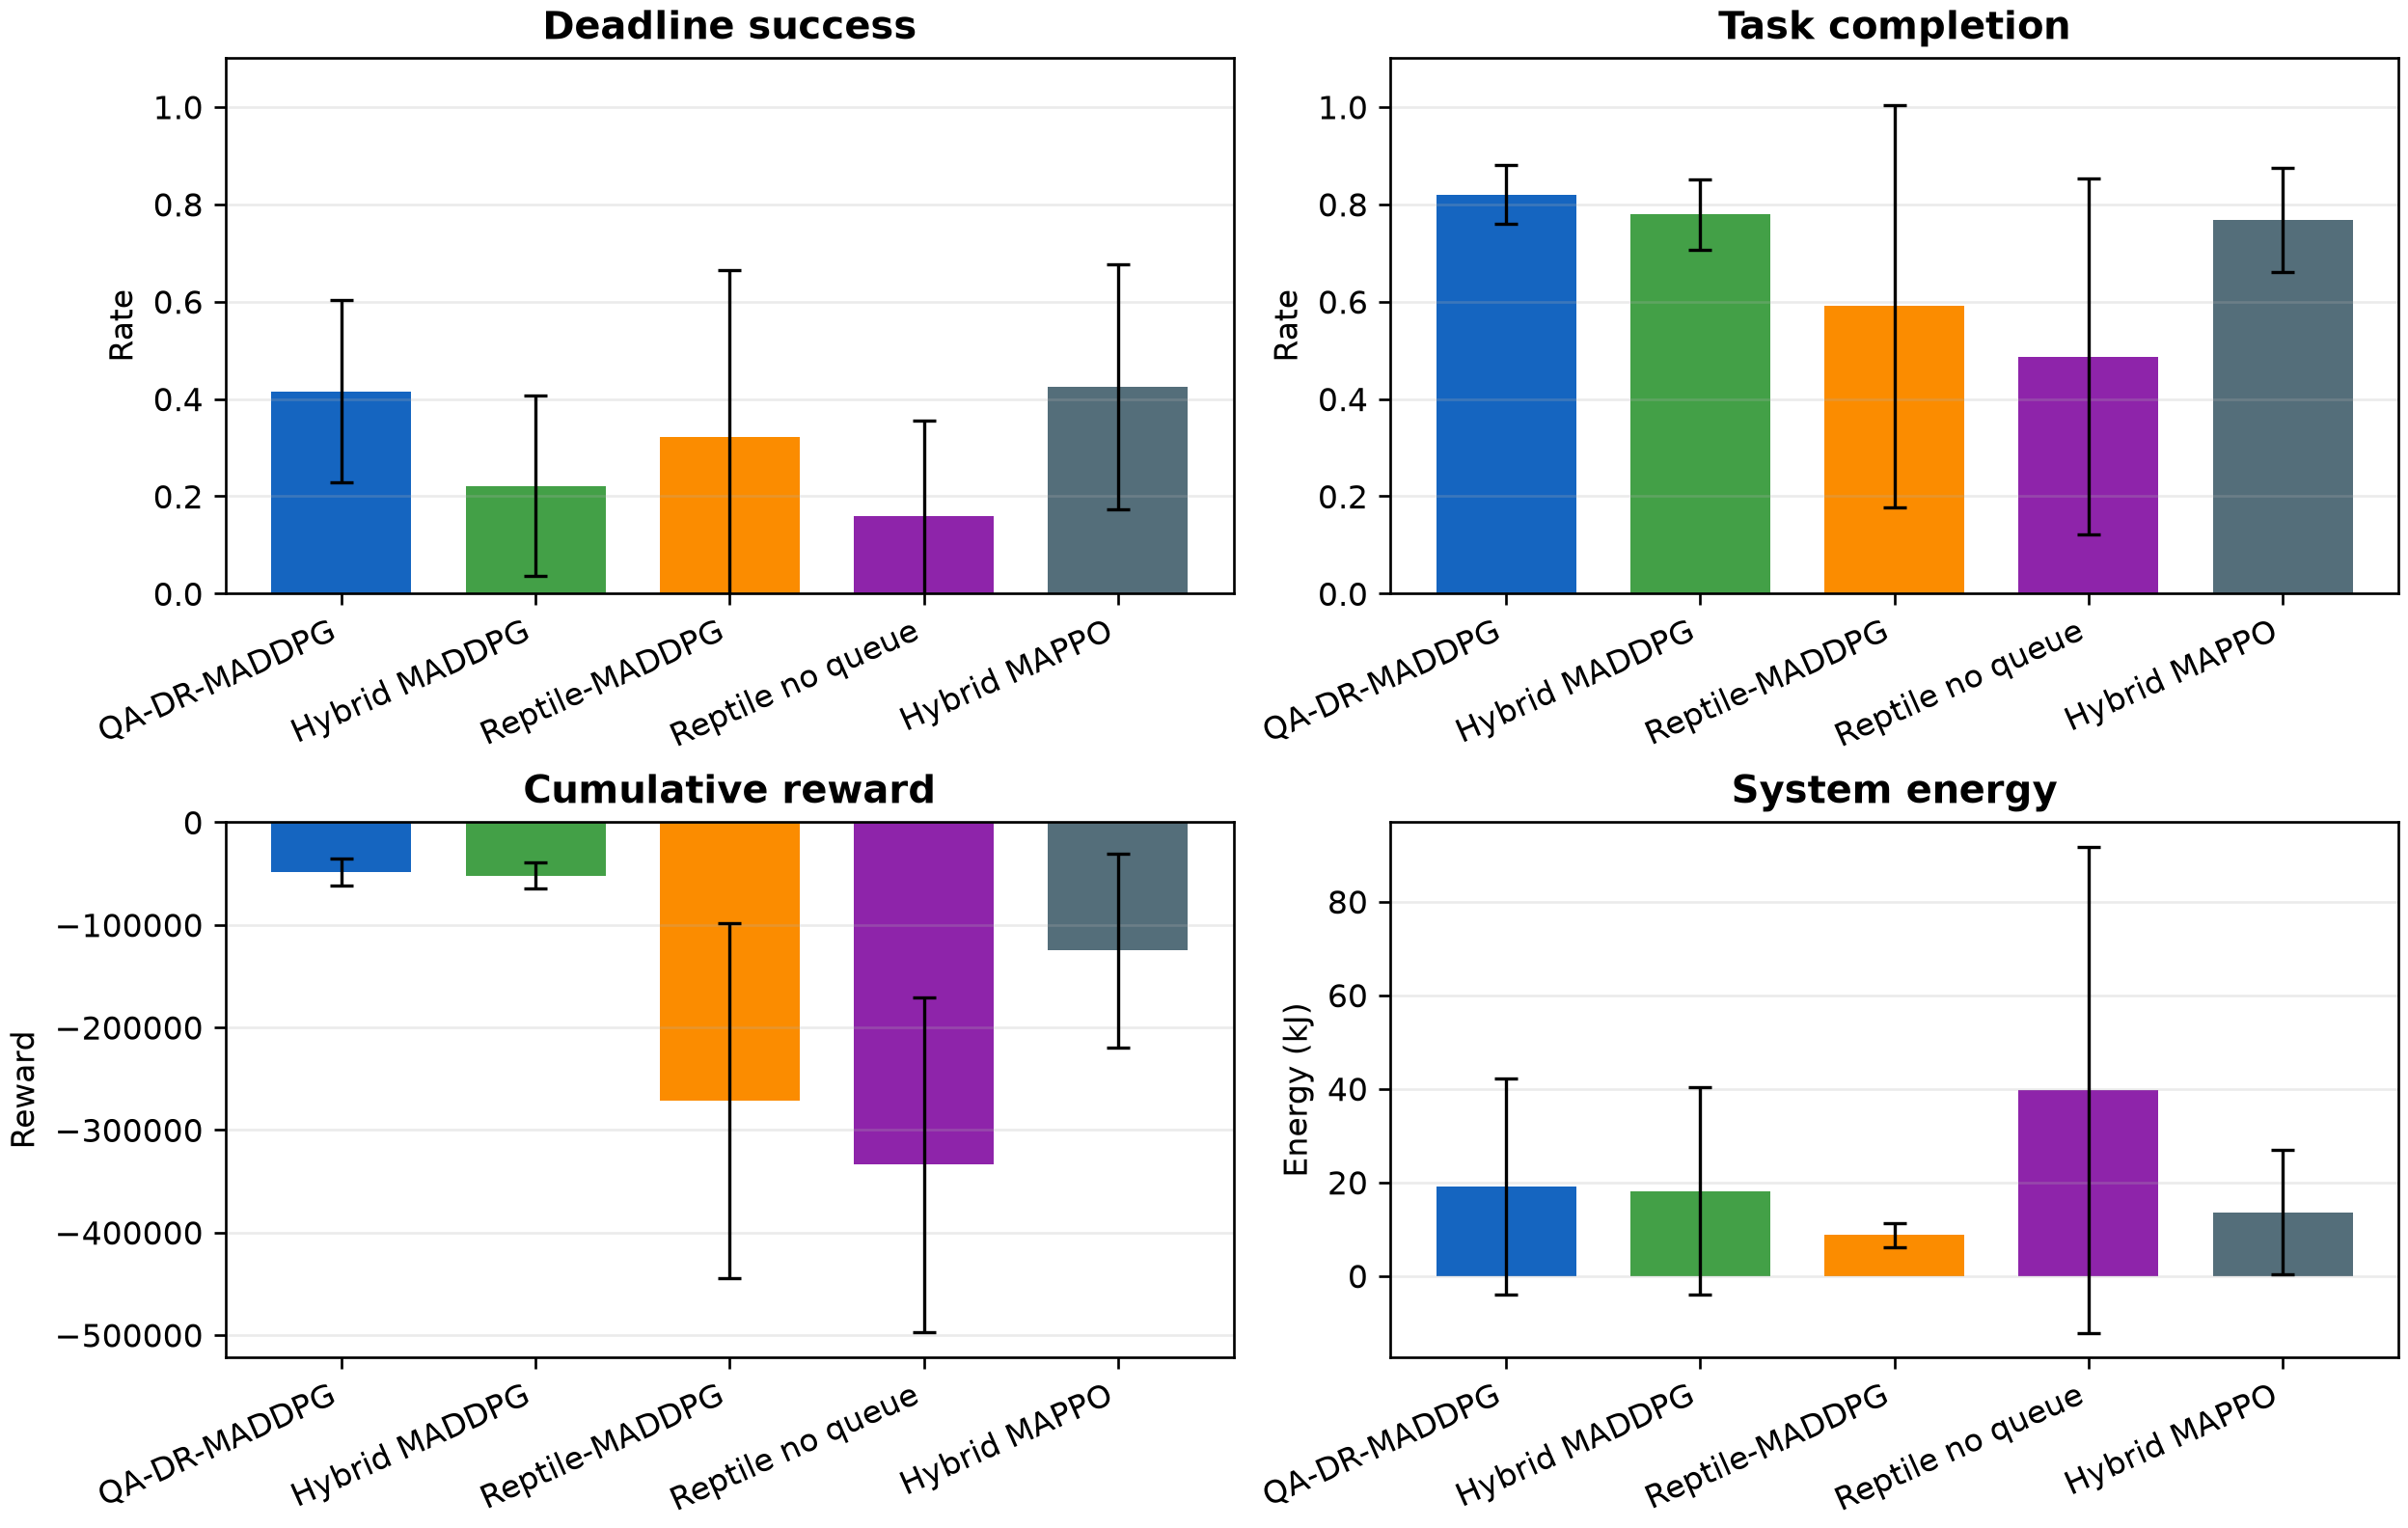 Deadline success
Rate
1.0
0.8
0.6
0.4
0.2
0.0
QA-DR-MADDPG
Hybrid MADDPG
Reptile-MADDPG
Reptile no queue
Hybrid MAPPO
Task completion
Rate
1.0
0.8
0.6
0.4
0.2
0.0
QA-DR-MADDPG
Hybrid MADDPG
Reptile-MADDPG
Reptile no queue
Hybrid MAPPO
Cumulative reward
Reward
0
−100000
−200000
−300000
−400000
−500000
QA-DR-MADDPG
Hybrid MADDPG
Reptile-MADDPG
Reptile no queue
Hybrid MAPPO
System energy
Energy (kJ)
80
60
40
20
0
QA-DR-MADDPG
Hybrid MADDPG
Reptile-MADDPG
Reptile no queue
Hybrid MAPPO